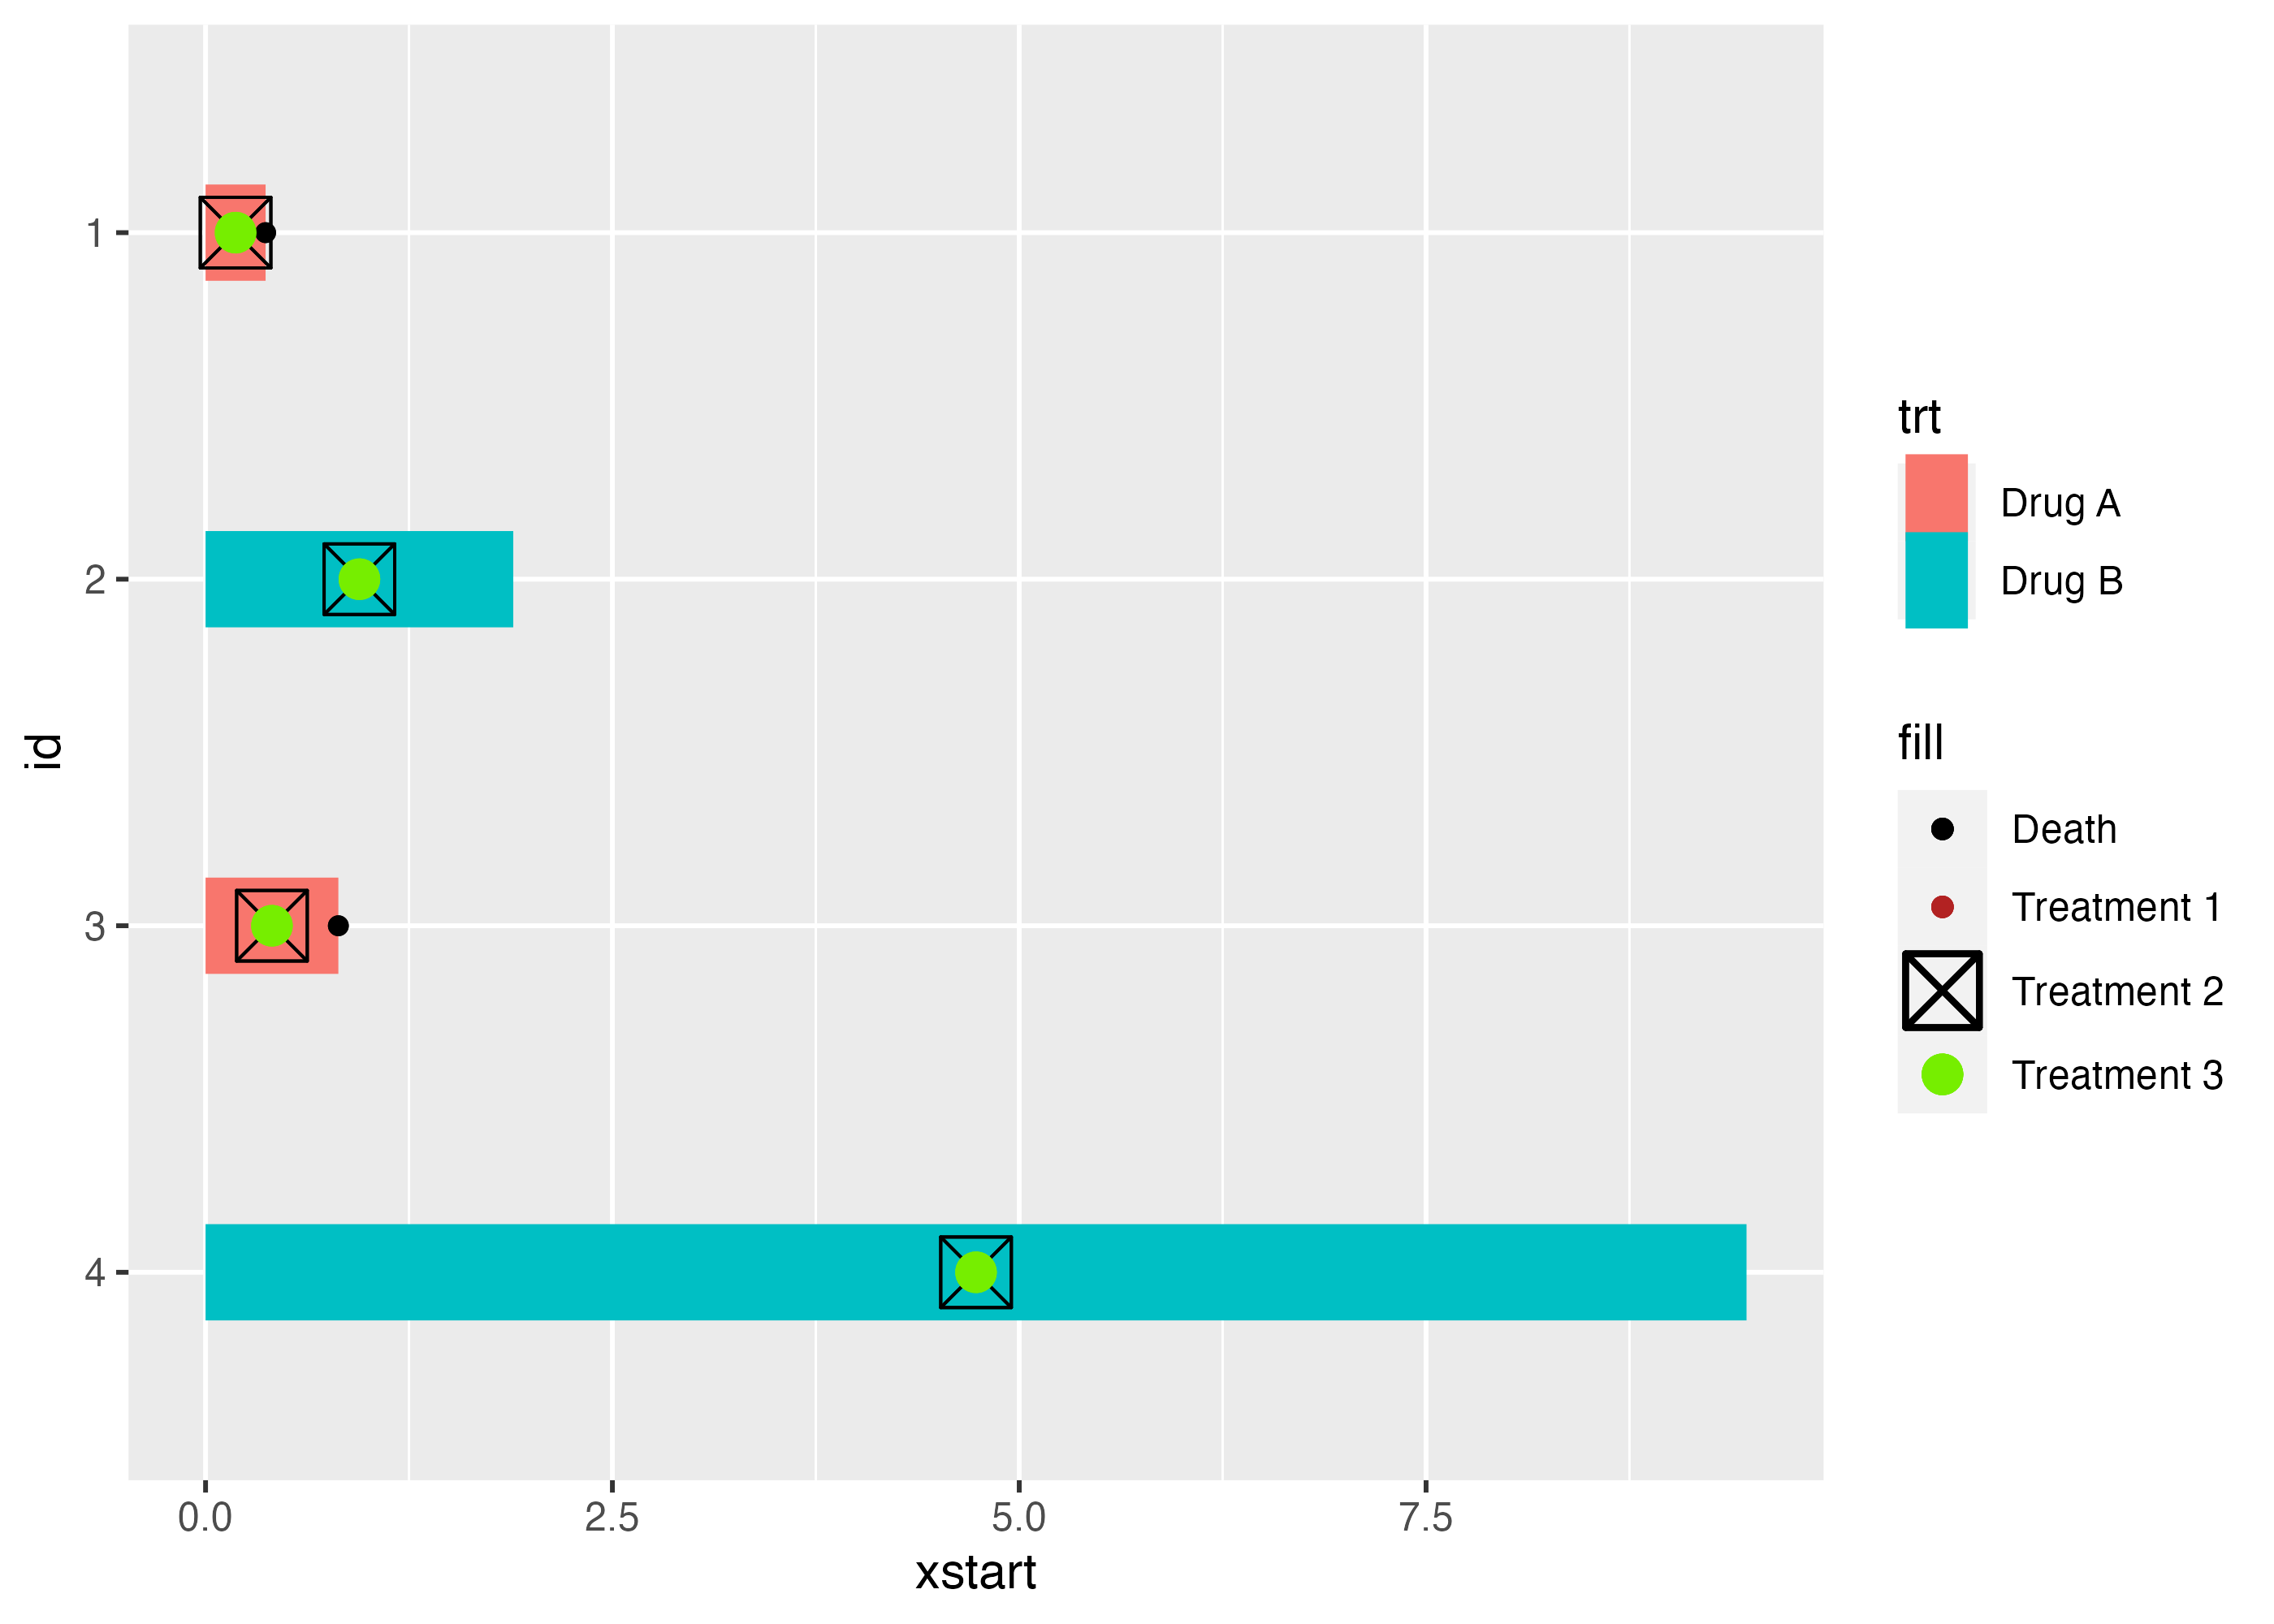 1
2
3
4
id
0.0 2.5 5.0 7.5
xstart
trt
Drug A
Drug B
fill
Death
Treatment 1
Treatment 2
Treatment 3